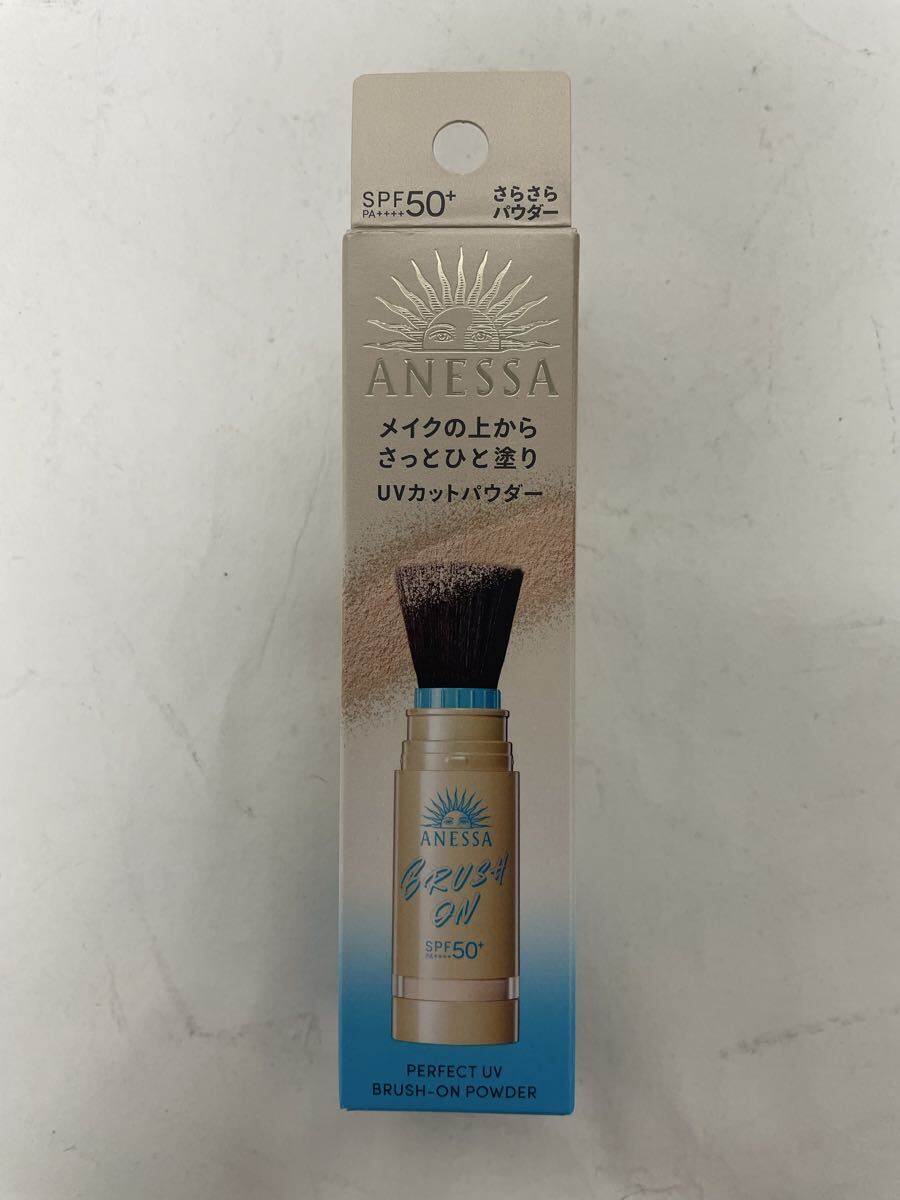 SPF50+
PA++++
さらさら
パウダー
ANESSA
メイクの上から
さっとひと塗り
UVカットパウダー
ANESSA
BRUSH
ON
SPF50+
PA++++
PERFECT UV
BRUSH-ON POWDER